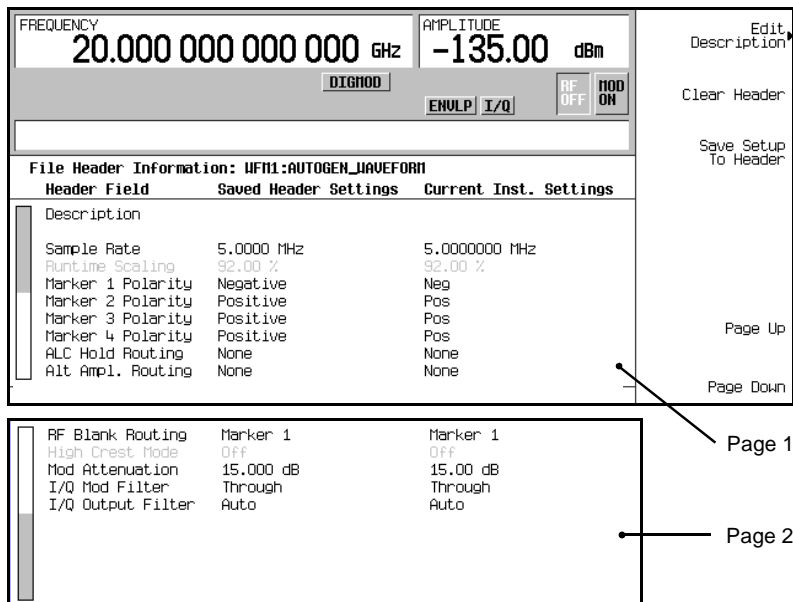 FREQUENCY
20.000 000 000 000 GHz
AMPLITUDE
-135.00 dBm
DIGMOD
ENVLP I/Q
RF OFF
MOD ON
Edit Description
Clear Header
Save Setup To Header
Page Up
Page Down
File Header Information: WFM1:AUTOGEN_WAVEFORM
Header Field Saved Header Settings Current Inst. Settings
Description
Sample Rate 5.0000 MHz 5.0000000 MHz
Runtime Scaling 92.00 % 92.00 %
Marker 1 Polarity Negative Neg
Marker 2 Polarity Positive Pos
Marker 3 Polarity Positive Pos
Marker 4 Polarity Positive Pos
ALC Hold Routing None None
Alt Ampl. Routing None None
Page 1
RF Blank Routing Marker 1 Marker 1
High Crest Mode Off Off
Mod Attenuation 15.000 dB 15.00 dB
I/Q Mod Filter Through Through
I/Q Output Filter Auto Auto
Page 2